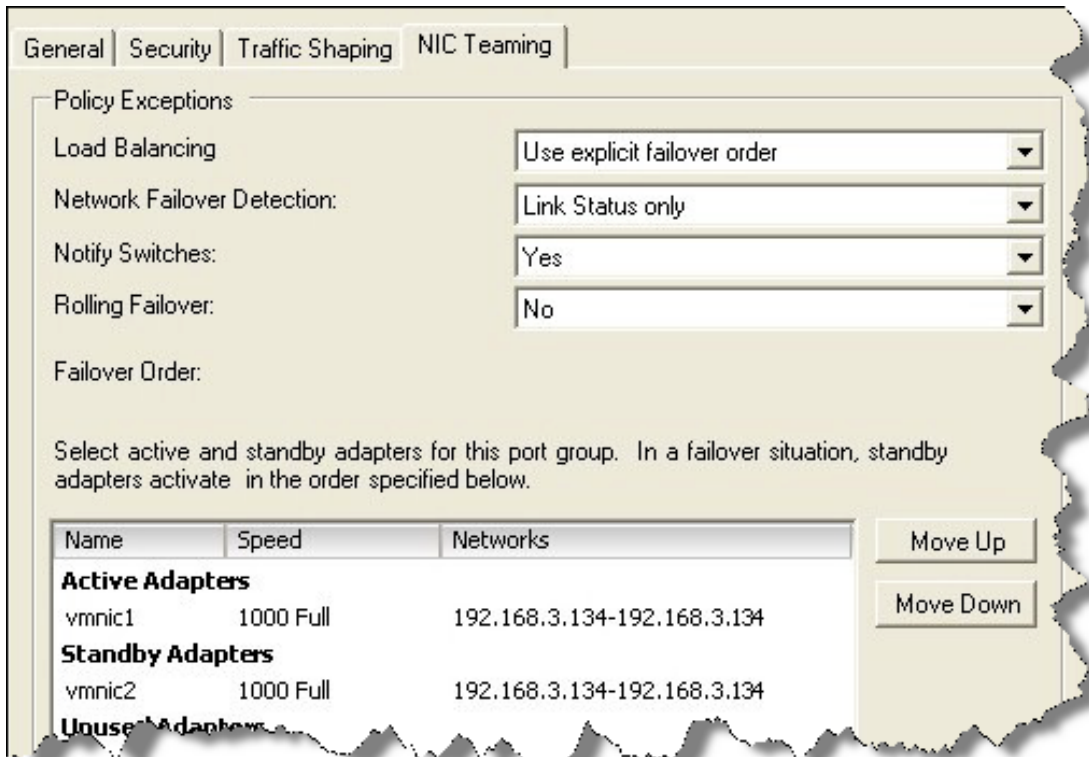 General Security Traffic Shaping NIC Teaming
Policy Exceptions
Load Balancing Use explicit failover order
Network Failover Detection: Link Status only
Notify Switches: Yes
Rolling Failover: No
Failover Order:
Select active and standby adapters for this port group. In a failover situation, standby
adapters activate in the order specified below.
Name Speed Networks Move Up
Active Adapters
vmnic1 1000 Full 192.168.3.134-192.168.3.134 Move Down
Standby Adapters
vmnic2 1000 Full 192.168.3.134-192.168.3.134
Unused Adapters